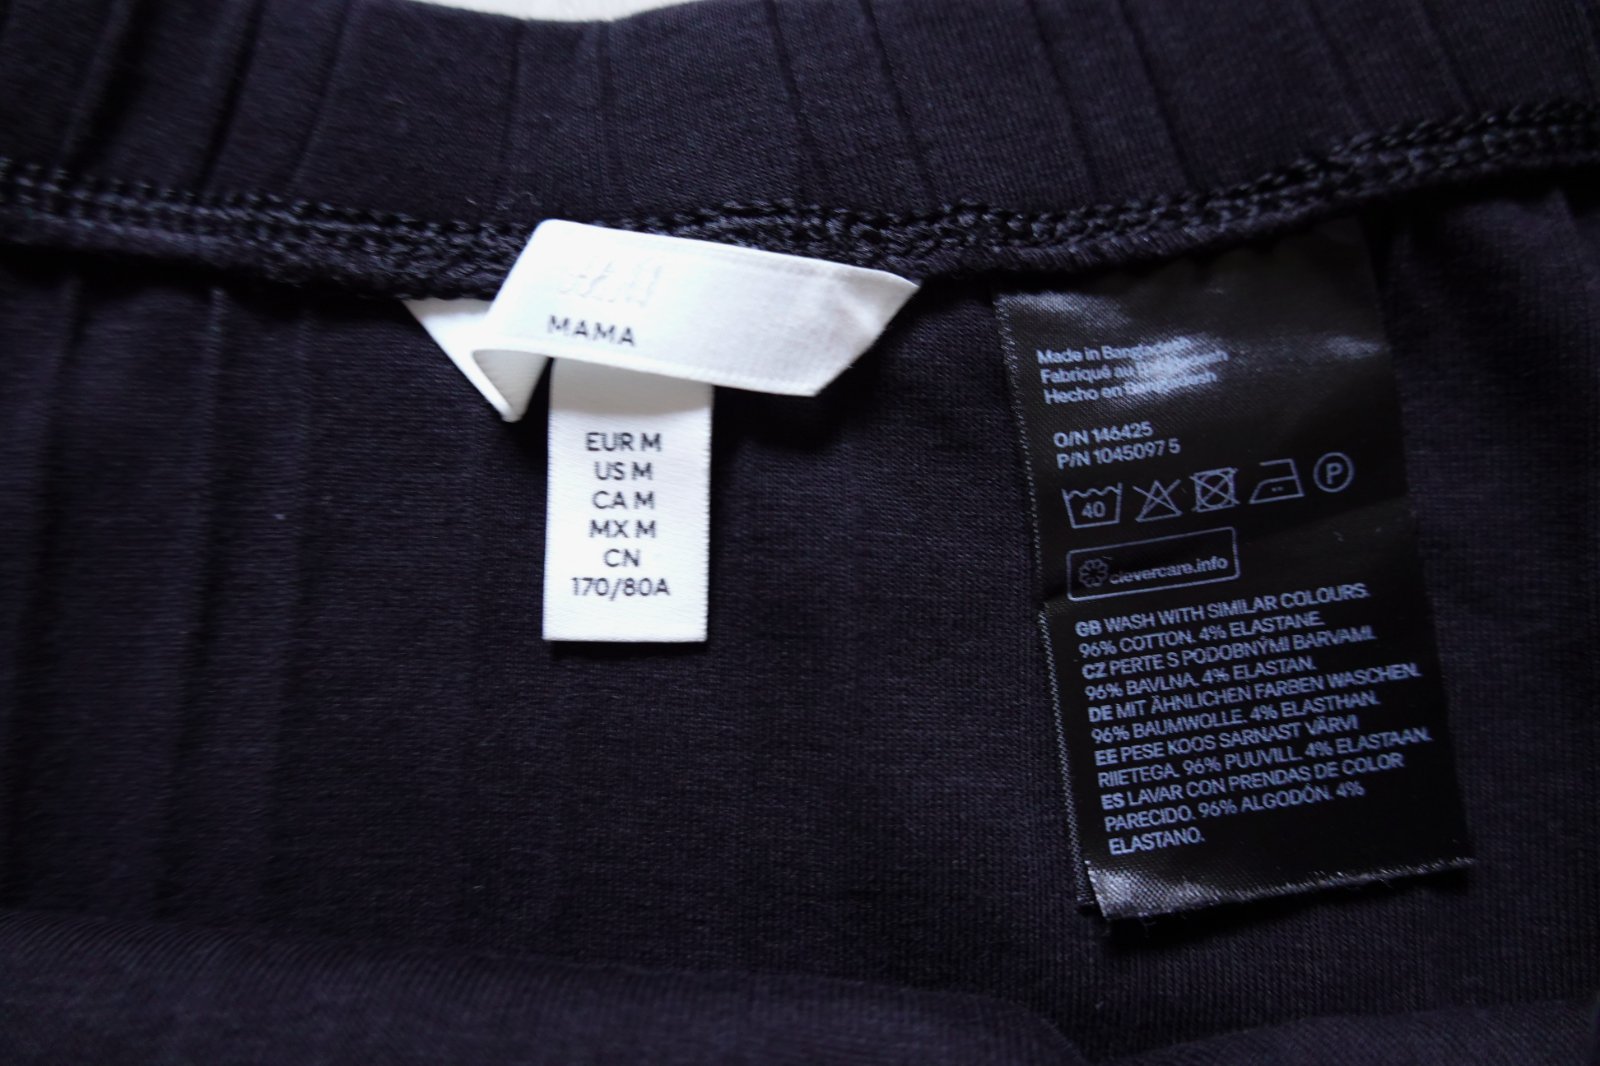 H&M
MAMA
EUR M
US M
CA M
MX M
CN
170/80A
Made in Bangladesh
Fabriqué au Bangladesh
Hecho en Bangladesh
O/N 146425
P/N 1045097 5
40
P
clevercare.info
GB WASH WITH SIMILAR COLOURS.
96% COTTON. 4% ELASTANE.
CZ PERTE S PODOBNÝMI BARVAMI.
96% BAVLNA. 4% ELASTAN.
DE MIT ÄHNLICHEN FARBEN WASCHEN.
96% BAUMWOLLE. 4% ELASTHAN.
EE PESE KOOS SARNAST VÄRVI
RIIETEGA. 96% PUUVILL. 4% ELASTAAN.
ES LAVAR CON PRENDAS DE COLOR
PARECIDO. 96% ALGODÓN. 4%
ELASTANO.